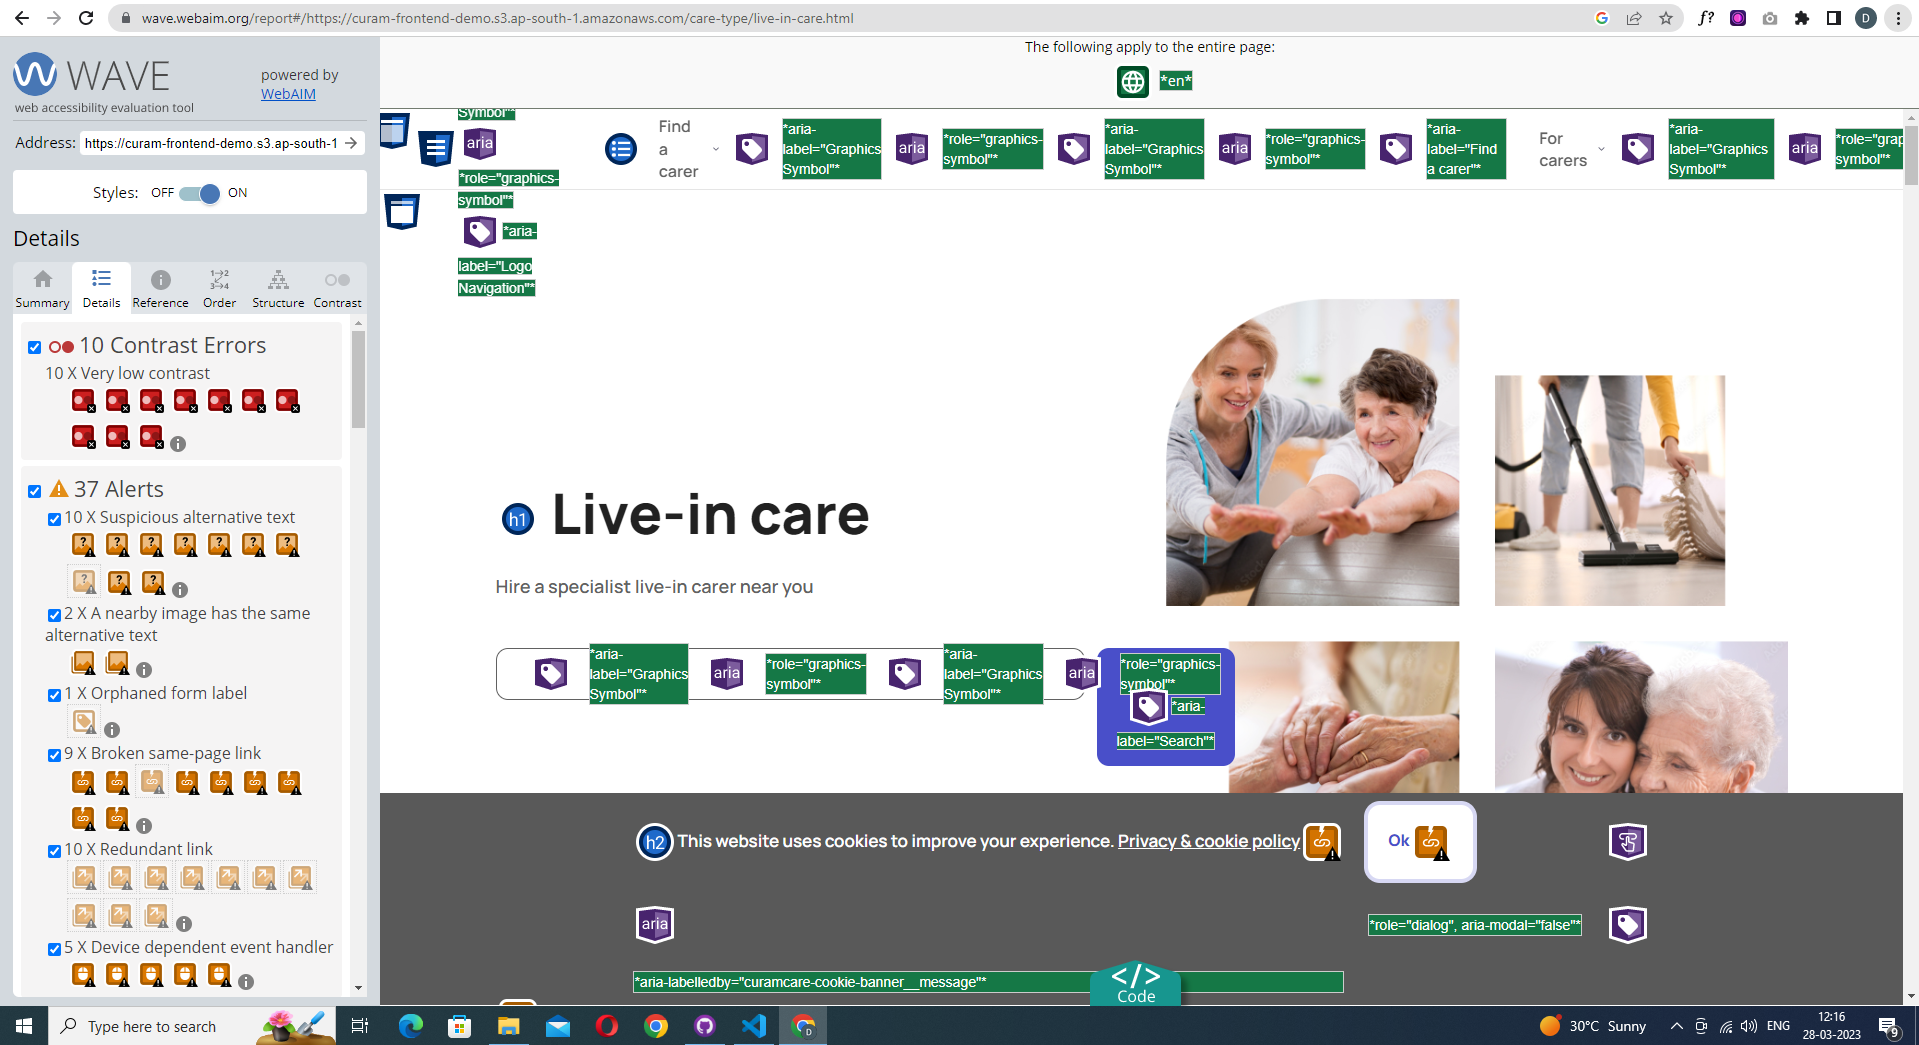 wave.webaim.org/report#/https://curam-frontend-demo.s3.ap-south-1.amazonaws.com/care-type/live-in-care.html
f?
D
WAVE
web accessibility evaluation tool
powered by
WebAIM
Address: https://curam-frontend-demo.s3.ap-south-1
Styles: OFF ON
Details
Summary Details Reference Order Structure Contrast
10 Contrast Errors
10 X Very low contrast
37 Alerts
10 X Suspicious alternative text
2 X A nearby image has the same
alternative text
1 X Orphaned form label
9 X Broken same-page link
10 X Redundant link
5 X Device dependent event handler
The following apply to the entire page:
*en*
Symbol"*
aria
*role="graphics-
symbol"*
*aria-
label="Logo
Navigation"*
Find
a
carer
*aria-
label="Graphics
Symbol"*
aria
*role="graphics-
symbol"*
*aria-
label="Graphics
Symbol"*
aria
*role="graphics-
symbol"*
*aria-
label="Find
a carer"*
For
carers
*aria-
label="Graphics
Symbol"*
aria
*role="grap
symbol"*
h1 Live-in care
Hire a specialist live-in carer near you
*aria-
label="Graphics
Symbol"*
aria
*role="graphics-
symbol"*
*aria-
label="Graphics
Symbol"*
aria
*role="graphics-
symbol"*
*aria-
label="Search"*
h2 This website uses cookies to improve your experience. Privacy & cookie policy
Ok
aria
*role="dialog", aria-modal="false"*
*aria-labelledby="curamcare-cookie-banner__message"*
</>
Code
Type here to search
D
30°C Sunny
ENG
12:16
28-03-2023
9